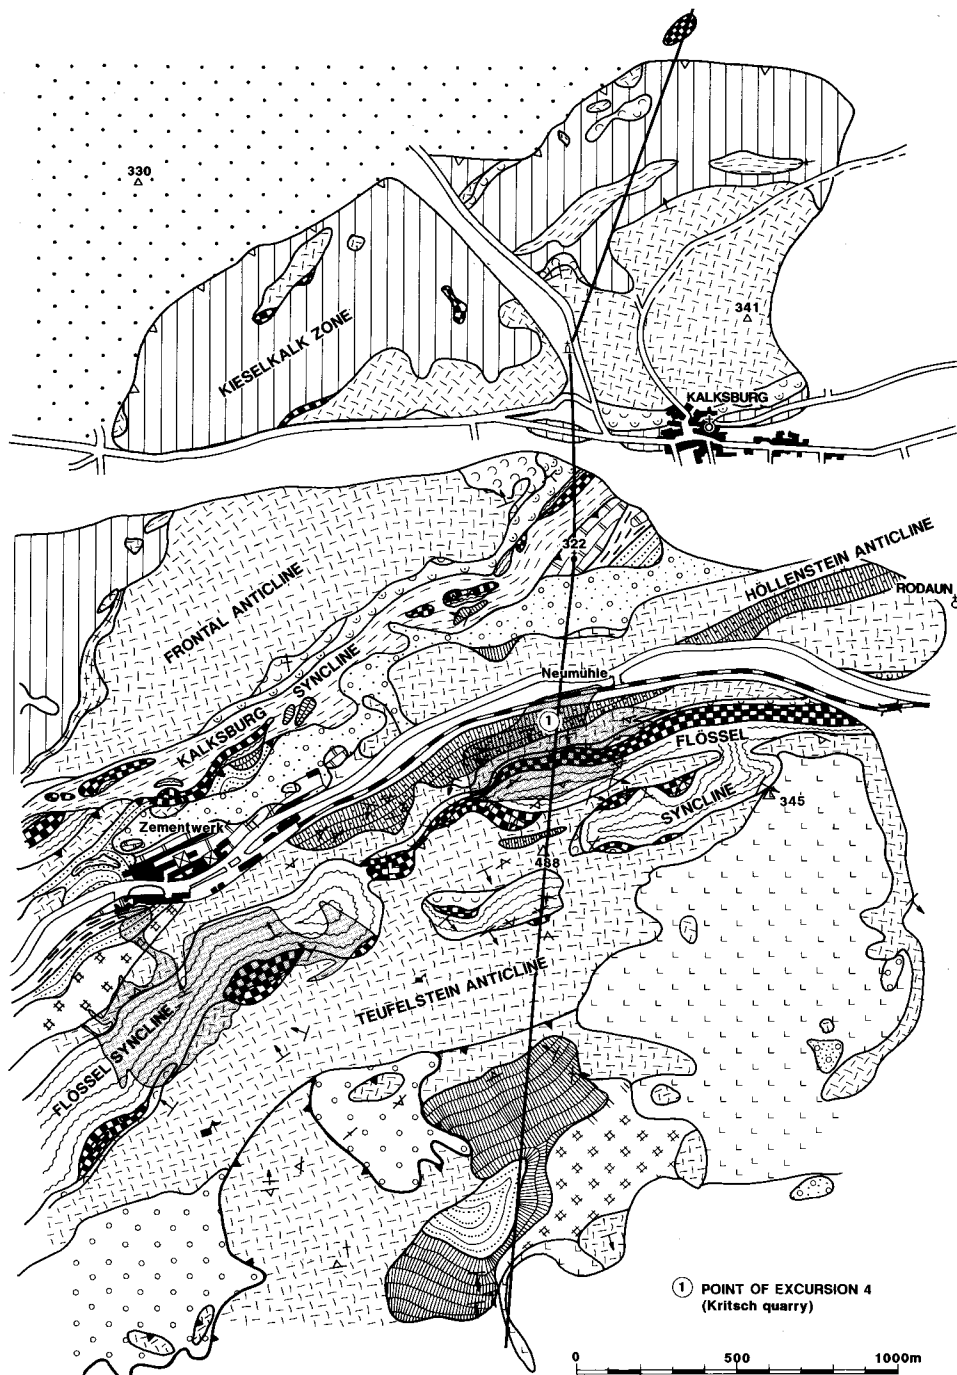 330
341
KIESELKALK ZONE
KALKSBURG
322
HÖLLENSTEIN ANTICLINE
RODAUN
FRONTAL ANTICLINE
Neumühle
KALKSBURG SYNCLINE
1
FLÖSSEL
SYNCLINE
345
Zementwerk
488
TEUFELSTEIN ANTICLINE
FLÖSSEL SYNCLINE
1 POINT OF EXCURSION 4
(Kritsch quarry)
0 500 1000m